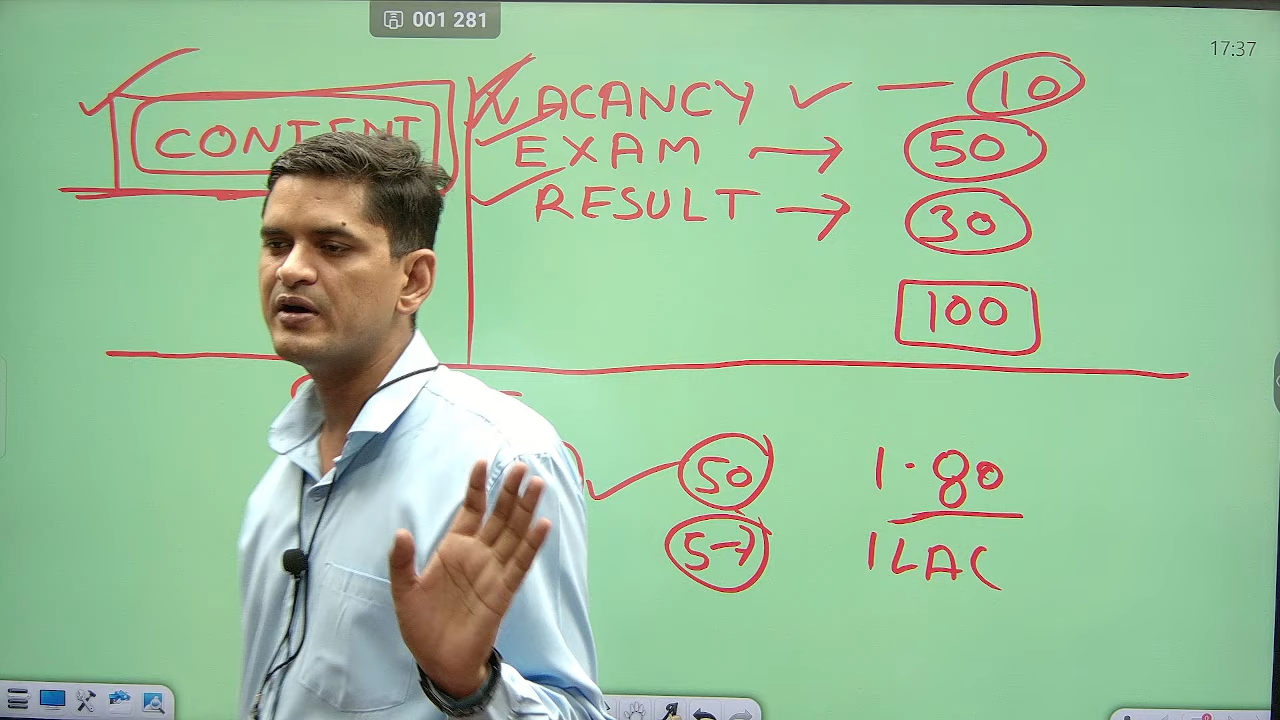 001 281
17:37
CONTENT
VACANCY ✓ — 10
EXAM → 50
RESULT → 30
100
50 1.80
5-7 1 LAC